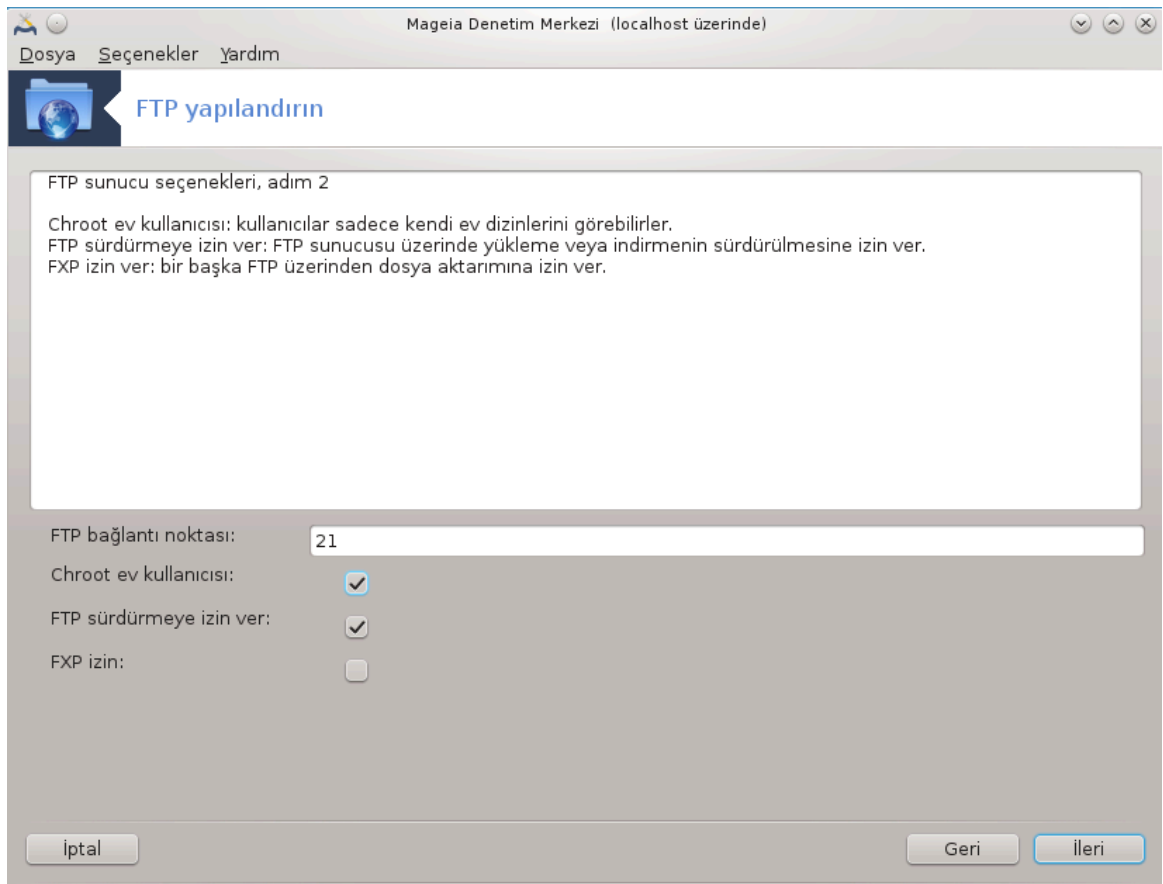 Mageia Denetim Merkezi (localhost üzerinde)
Dosya Seçenekler Yardım
FTP yapılandırın
FTP sunucu seçenekleri, adım 2
Chroot ev kullanıcısı: kullanıcılar sadece kendi ev dizinlerini görebilirler.
FTP sürdürmeye izin ver: FTP sunucusu üzerinde yükleme veya indirmenin sürdürülmesine izin ver.
FXP izin ver: bir başka FTP üzerinden dosya aktarımına izin ver.
FTP bağlantı noktası: 21
Chroot ev kullanıcısı:
FTP sürdürmeye izin ver:
FXP izin:
İptal Geri İleri